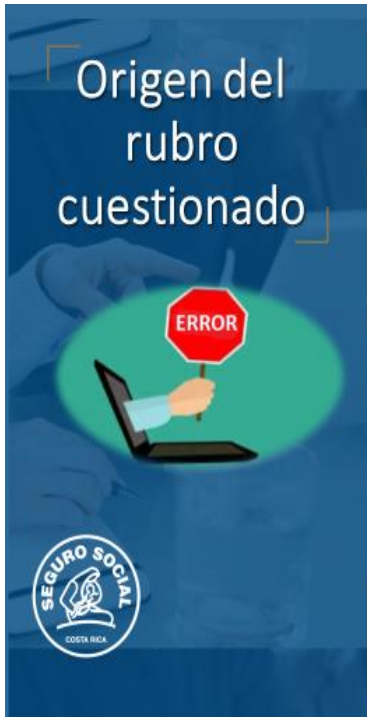 Origen del
rubro
cuestionado
ERROR
SEGURO SOCIAL
COSTA RICA